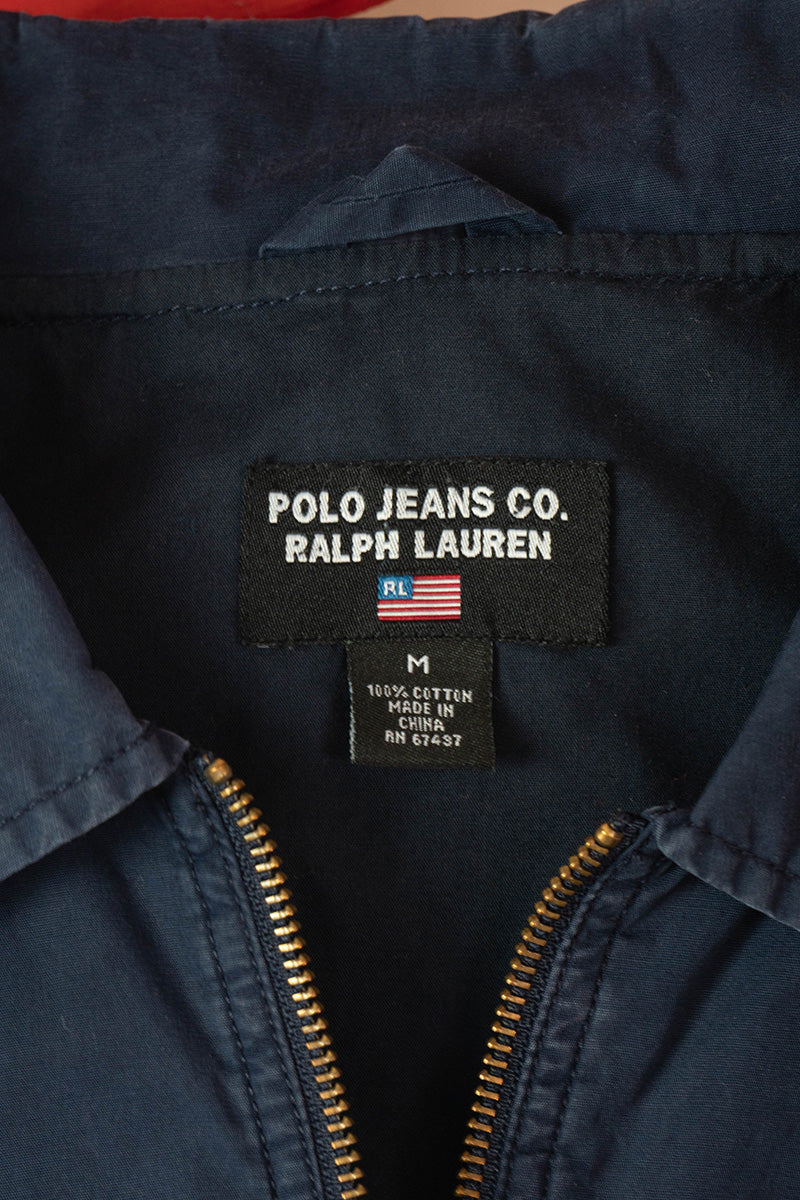 POLO JEANS CO.
RALPH LAUREN
RL
M
100% COTTON
MADE IN
CHINA
RN 67437